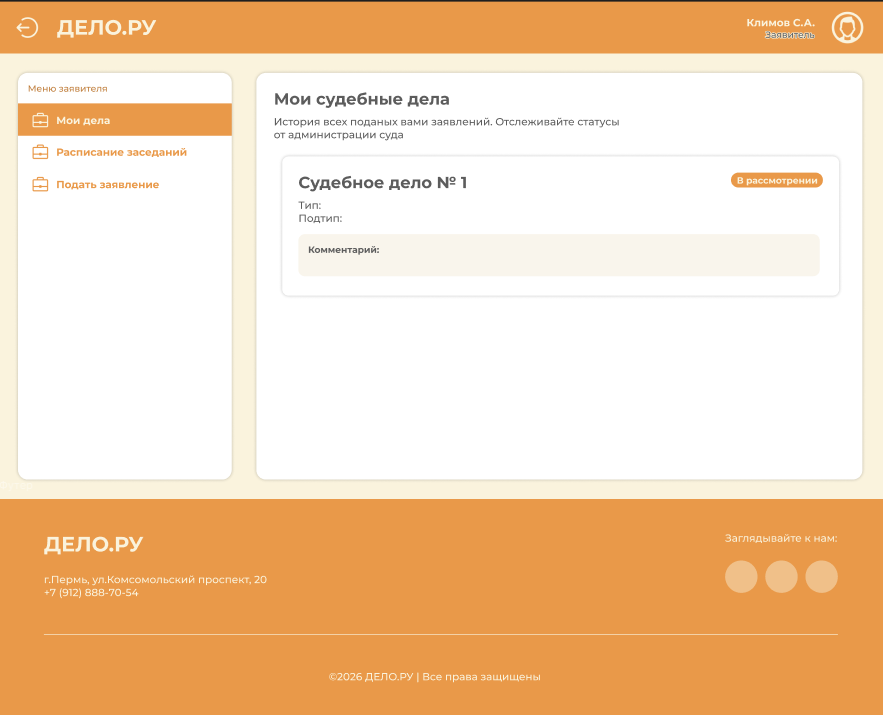 ДЕЛО.РУ
Климов С.А.
Заявитель
Меню заявителя
Мои дела
Расписание заседаний
Подать заявление
Мои судебные дела
История всех поданых вами заявлений. Отслеживайте статусы
от администрации суда
Судебное дело № 1
В рассмотрении
Тип:
Подтип:
Комментарий:
ДЕЛО.РУ
Заглядывайте к нам:
г.Пермь, ул.Комсомольский проспект, 20
+7 (912) 888-70-54
©2026 ДЕЛО.РУ | Все права защищены